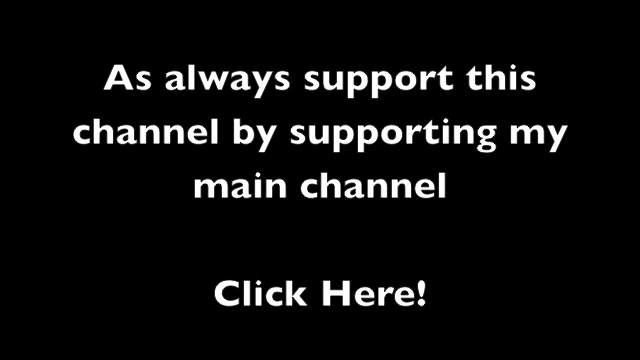 As always support this
channel by supporting my
main channel
Click Here!